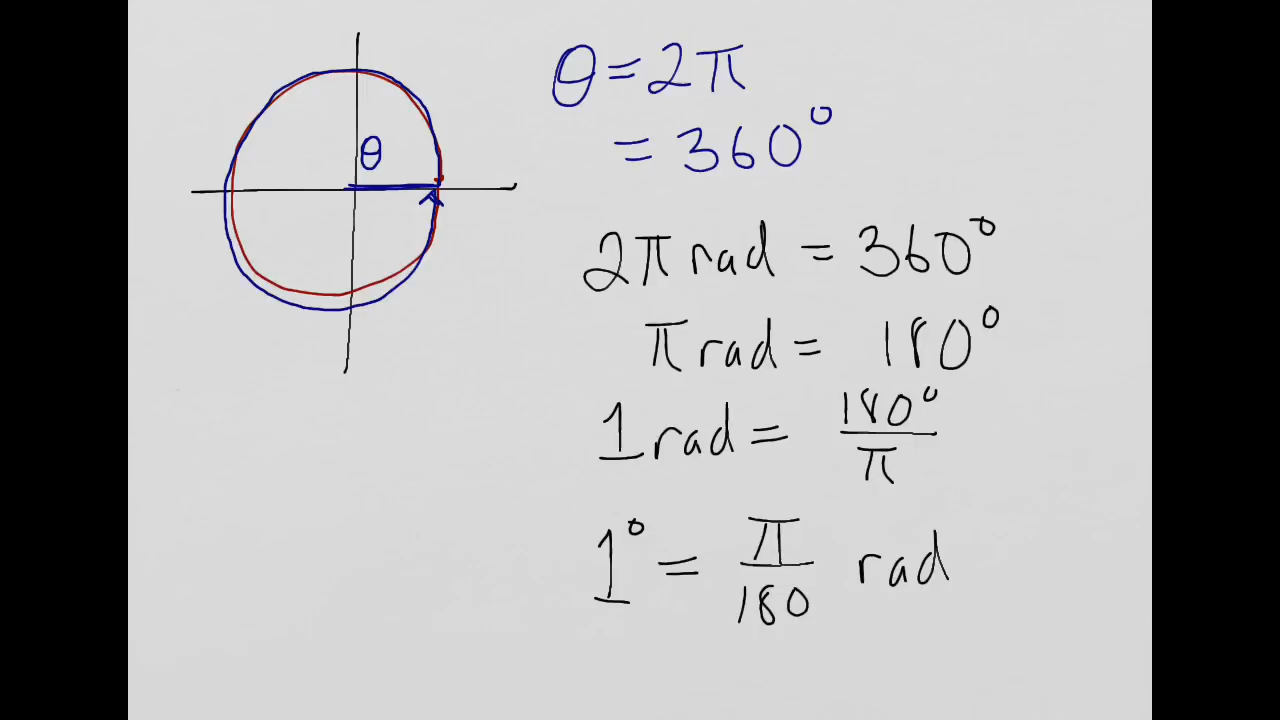 θ
θ = 2π
= 360°
2π rad = 360°
π rad = 180°
1 rad = 180°/π
1° = π/180 rad